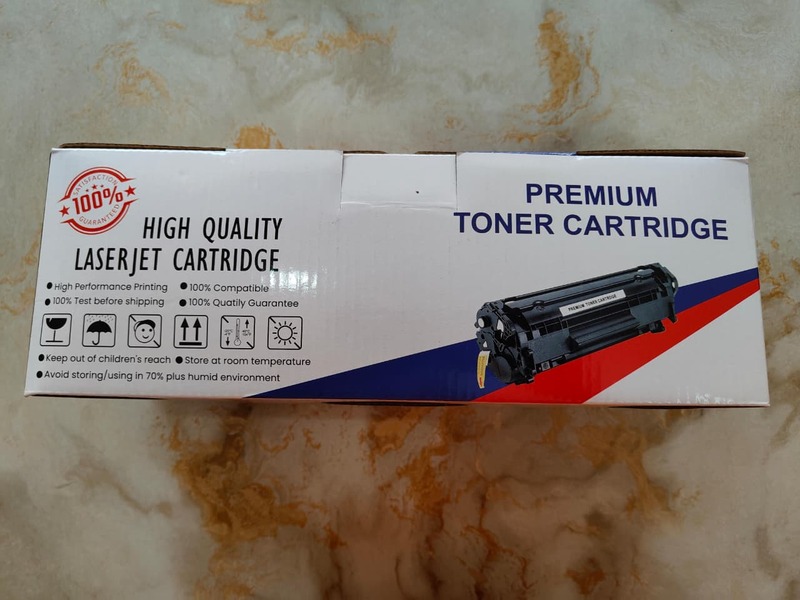 SATISFACTION
100%
GUARANTEED
HIGH QUALITY
LASERJET CARTRIDGE
High Performance Printing
100% Compatible
100% Test before shipping
100% Quatily Guarantee
Keep out of children's reach
Store at room temperature
Avoid storing/using in 70% plus humid environment
PREMIUM
TONER CARTRIDGE
PREMIUM TONER CARTRIDGE